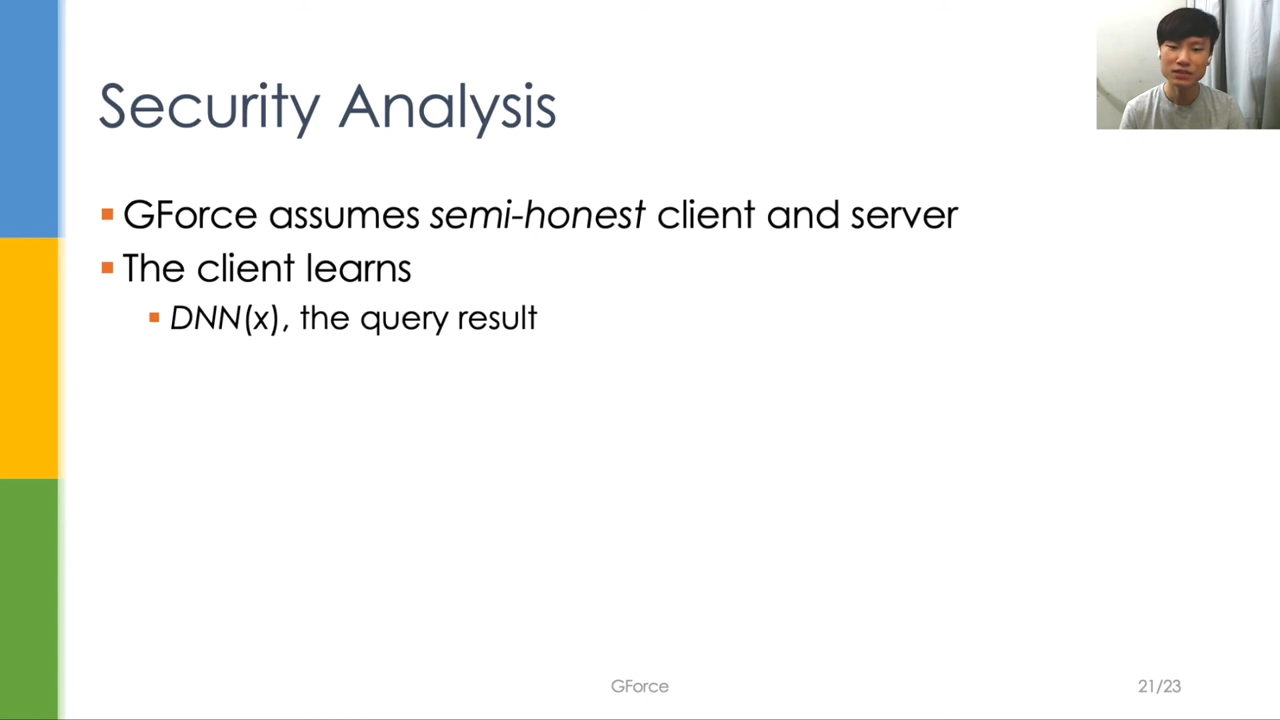 Security Analysis
GForce assumes semi-honest client and server
The client learns
DNN(x), the query result
GForce
21/23